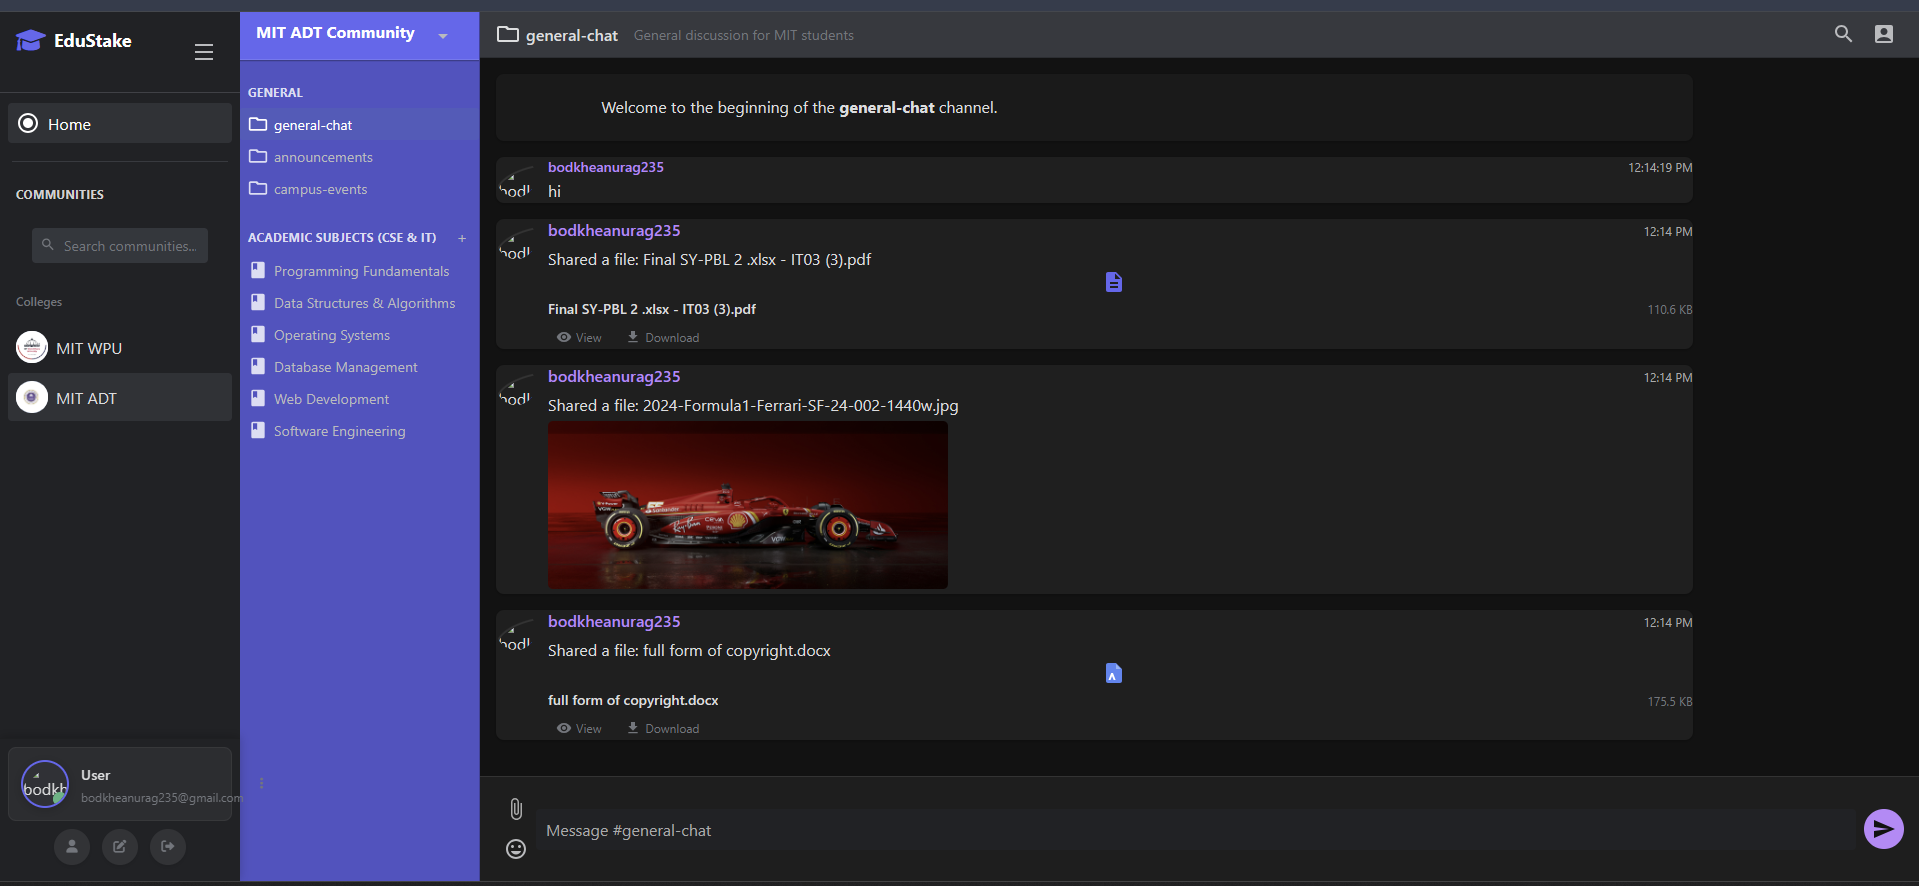 EduStake
Home
COMMUNITIES
Search communities...
Colleges
MIT WPU
MIT ADT
User
bodkheanurag235@gmail.com
MIT ADT Community
GENERAL
general-chat
announcements
campus-events
ACADEMIC SUBJECTS (CSE & IT) +
Programming Fundamentals
Data Structures & Algorithms
Operating Systems
Database Management
Web Development
Software Engineering
general-chat General discussion for MIT students
Welcome to the beginning of the general-chat channel.
bodkheanurag235 12:14:19 PM
hi
bodkheanurag235 12:14 PM
Shared a file: Final SY-PBL 2 .xlsx - IT03 (3).pdf
Final SY-PBL 2 .xlsx - IT03 (3).pdf 110.6 KB
View Download
bodkheanurag235 12:14 PM
Shared a file: 2024-Formula1-Ferrari-SF-24-002-1440w.jpg
Santander
Ray-Ban
bodkheanurag235 12:14 PM
Shared a file: full form of copyright.docx
full form of copyright.docx 175.5 KB
View Download
Message #general-chat